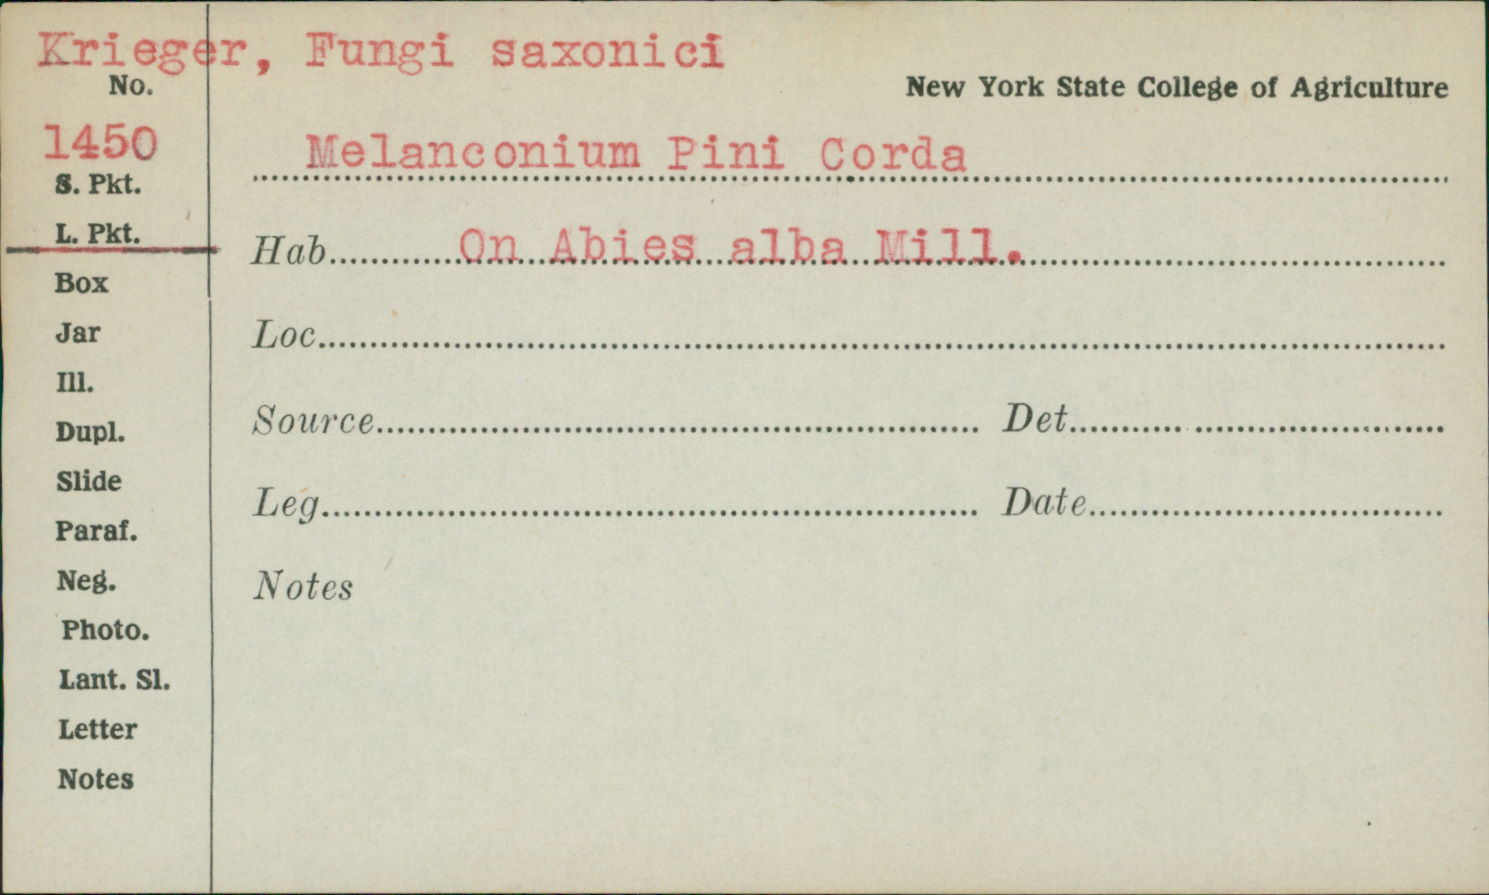 Krieger, Fungi saxonici
No.
New York State College of Agriculture
1450
Melanconium Pini Corda
S. Pkt.
L. Pkt.
Hab. On Abies alba Mill.
Box
Jar
Loc.
Ill.
Dupl.
Source Det.
Slide
Leg. Date
Paraf.
Neg.
Notes
Photo.
Lant. Sl.
Letter
Notes